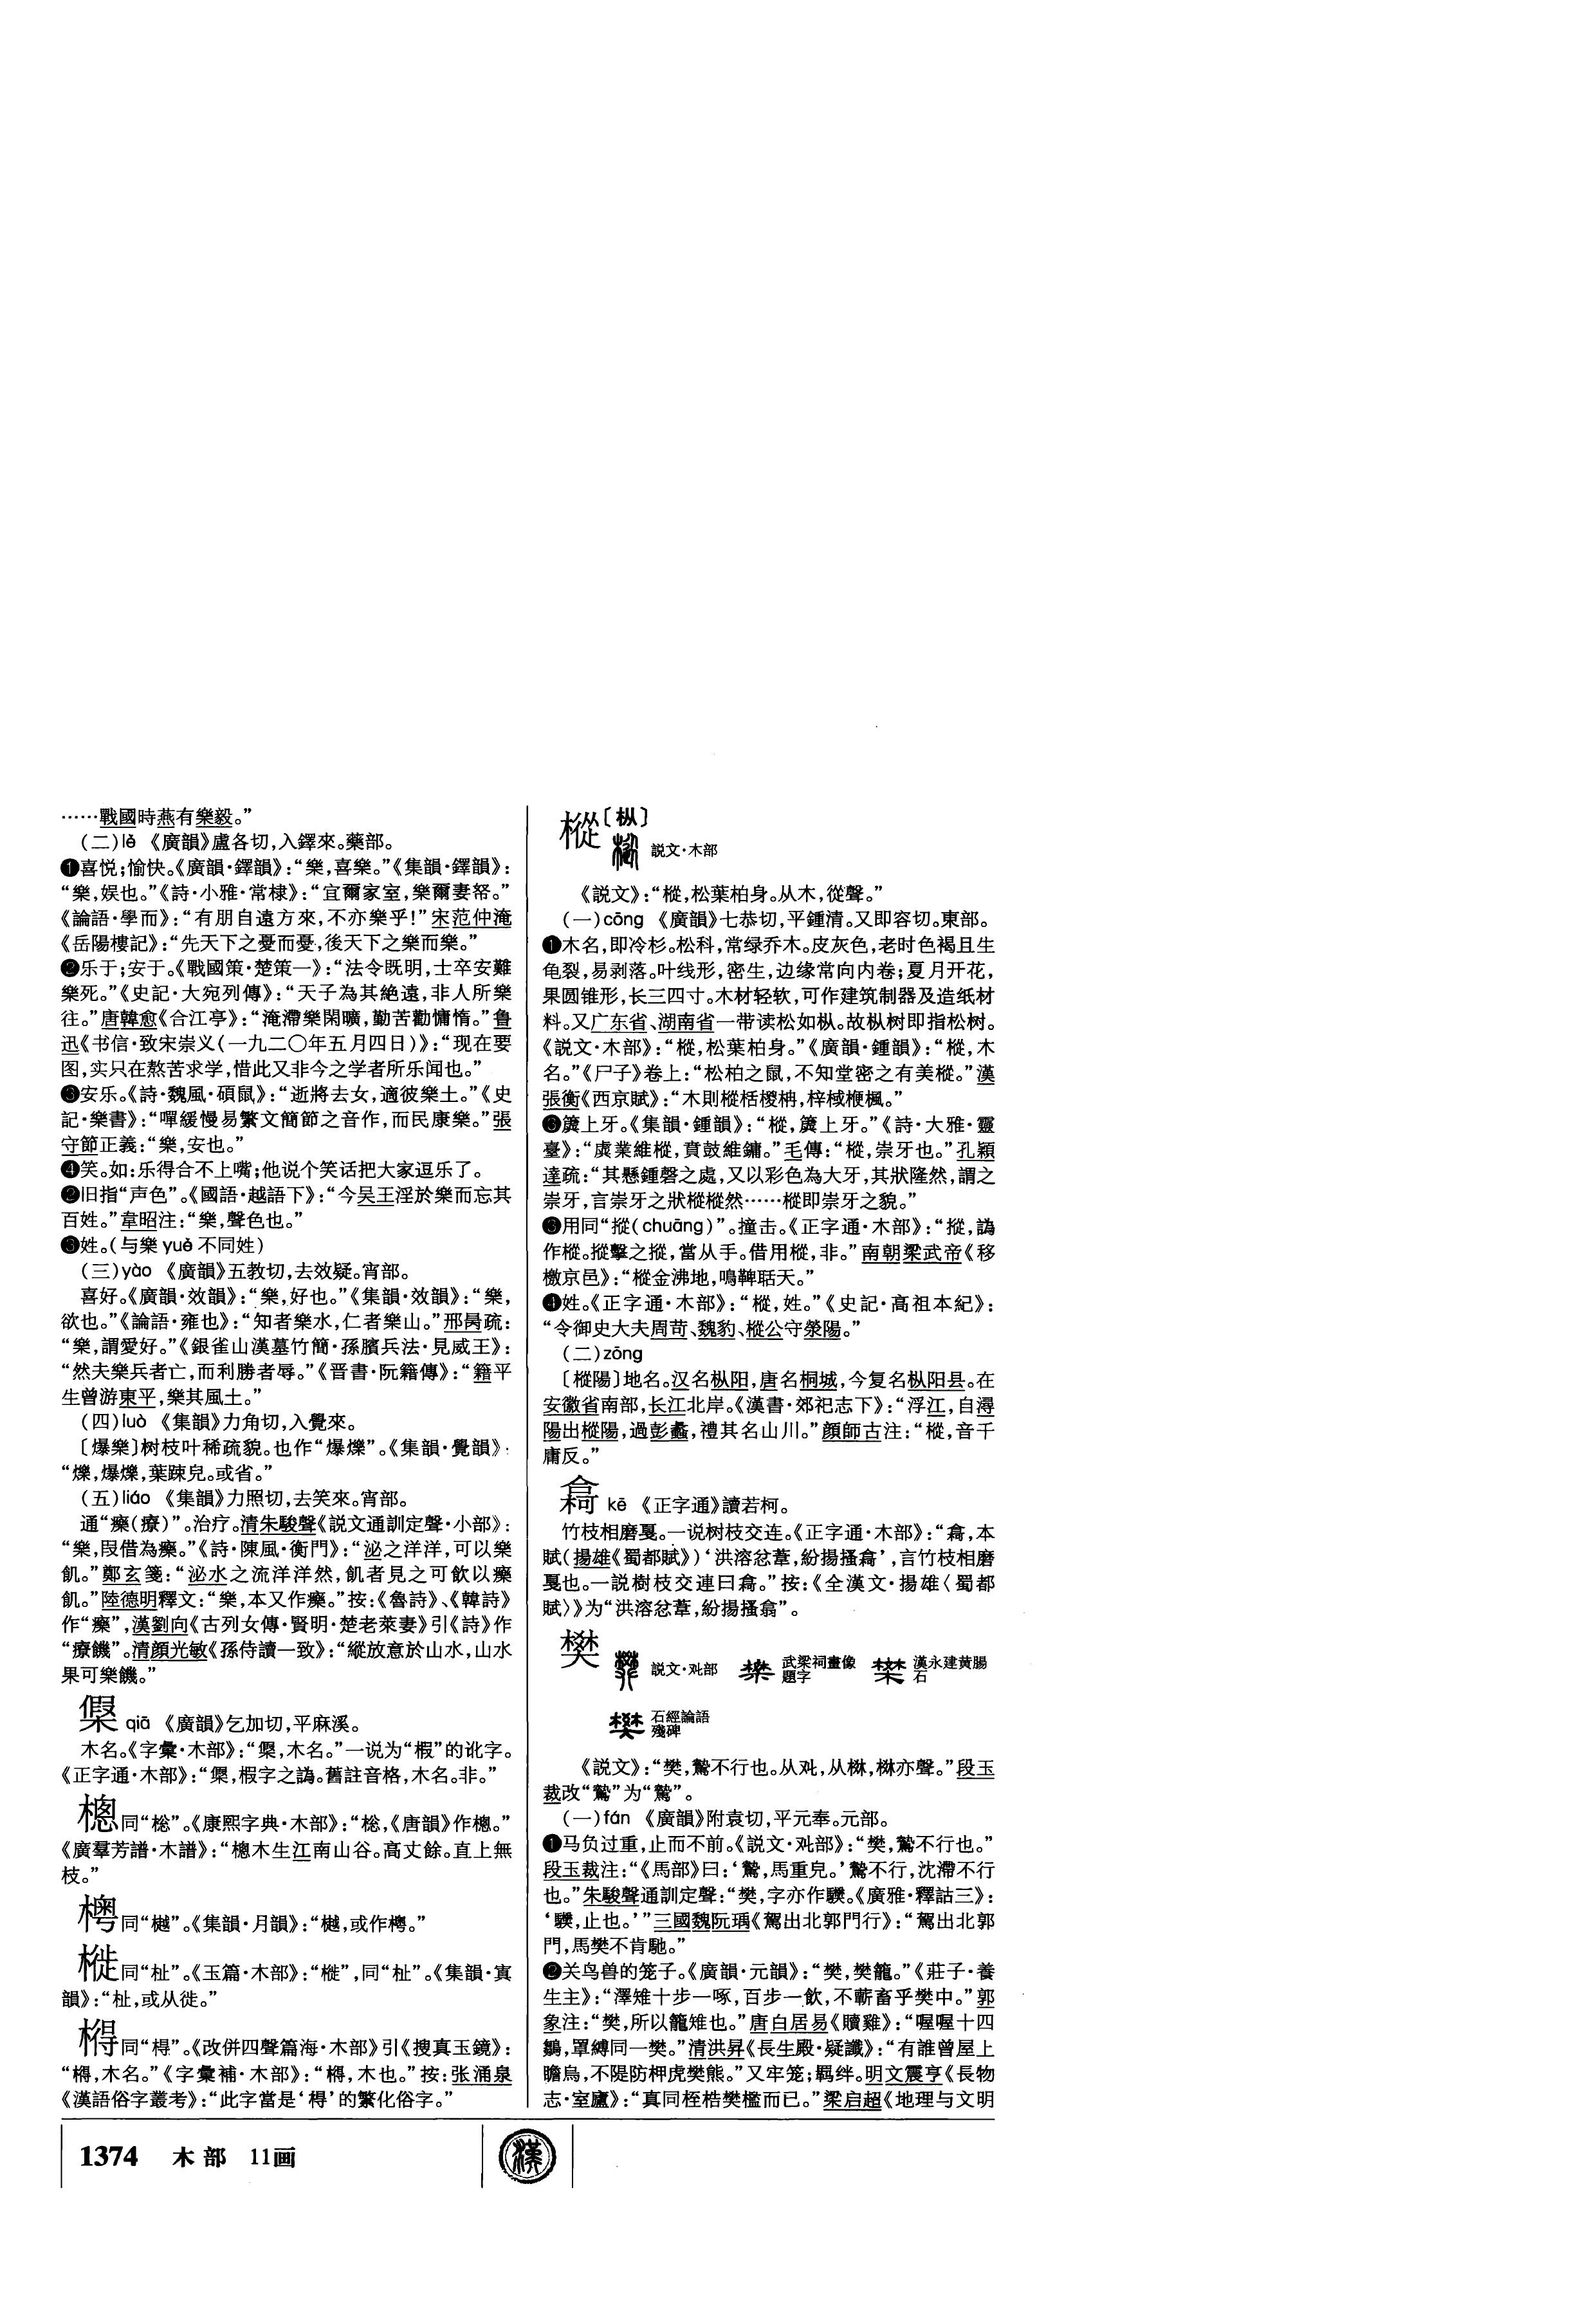 ……戰國時燕有樂毅。”
(二)lè 《廣韻》盧各切,入鐸來。藥部。
❶喜悦;愉快。《廣韻·鐸韻》:“樂,喜樂。”《集韻·鐸韻》:
“樂,娱也。”《詩·小雅·常棣》:“宜爾家室,樂爾妻帑。”
《論語·學而》:“有朋自遠方來,不亦樂乎!”宋范仲淹
《岳陽樓記》:“先天下之憂而憂,後天下之樂而樂。”
❷乐于;安于。《戰國策·楚策一》:“法令既明,士卒安難
樂死。”《史記·大宛列傳》:“天子為其絶遠,非人所樂
往。”唐韓愈《合江亭》:“淹滯樂閑曠,勤苦勸慵惰。”鲁
迅《书信·致宋崇义(一九二〇年五月四日)》:“现在要
图,实只在熬苦求学,惜此又非今之学者所乐闻也。”
❸安乐。《詩·魏風·碩鼠》:“逝將去女,適彼樂土。”《史
記·樂書》:“嘽緩慢易繁文簡節之音作,而民康樂。”張
守節正義:“樂,安也。”
❹笑。如:乐得合不上嘴;他说个笑话把大家逗乐了。
❷旧指“声色”。《國語·越語下》:“今吴王淫於樂而忘其
百姓。”韋昭注:“樂,聲色也。”
❸姓。(与樂 yuè 不同姓)
(三)yào 《廣韻》五教切,去效疑。宵部。
喜好。《廣韻·效韻》:“樂,好也。”《集韻·效韻》:“樂,
欲也。”《論語·雍也》:“知者樂水,仁者樂山。”邢昺疏:
“樂,謂愛好。”《銀雀山漢墓竹簡·孫臏兵法·見威王》:
“然夫樂兵者亡,而利勝者辱。”《晋書·阮籍傳》:“籍平
生曾游東平,樂其風土。”
(四)luò 《集韻》力角切,入覺來。
〔爆樂〕树枝叶稀疏貌。也作“爆爍”。《集韻·覺韻》:
“爍,爆爍,葉踈皃。或省。”
(五)liáo 《集韻》力照切,去笑來。宵部。
通“㿋(療)”。治疗。清朱駿聲《説文通訓定聲·小部》:
“樂,叚借為㿋。”《詩·陳風·衡門》:“泌之洋洋,可以樂
飢。”鄭玄箋:“泌水之流洋洋然,飢者見之可飲以㿋
飢。”陸德明釋文:“樂,本又作㿋。”按:《魯詩》、《韓詩》
作“㿋”,漢劉向《古列女傳·賢明·楚老萊妻》引《詩》作
“療饑”。清顔光敏《孫侍讀一致》:“縱放意於山水,山水
果可樂饑。”
qiā 《廣韻》乞加切,平麻溪。
木名。《字彙·木部》:“,木名。”一说为“椵”的讹字。
《正字通·木部》:“,椵字之譌。舊註音格,木名。非。”
樬同“棇”。《康熙字典·木部》:“棇,《唐韻》作樬。”
《廣羣芳譜·木譜》:“樬木生江南山谷。高丈餘。直上無
枝。”
同“樾”。《集韻·月韻》:“樾,或作。”
同“杫”。《玉篇·木部》:“”,同“杫”。《集韻·寘
韻》:“杫,或从徙。”
同“棏”。《改併四聲篇海·木部》引《搜真玉鏡》:
“,木名。”《字彙補·木部》:“,木也。”按:张涌泉
《漢語俗字叢考》:“此字當是‘棏’的繁化俗字。”
樅〔枞〕
説文·木部
《説文》:“樅,松葉柏身。从木,從聲。”
(一)cōng 《廣韻》七恭切,平鍾清。又即容切。東部。
❶木名,即冷杉。松科,常绿乔木。皮灰色,老时色褐且生
龟裂,易剥落。叶线形,密生,边缘常向内卷;夏月开花,
果圆锥形,长三四寸。木材轻软,可作建筑制器及造纸材
料。又广东省、湖南省一带读松如枞。故枞树即指松树。
《説文·木部》:“樅,松葉柏身。”《廣韻·鍾韻》:“樅,木
名。”《尸子》卷上:“松柏之鼠,不知堂密之有美樅。”漢
張衡《西京賦》:“木則樅栝椶柟,梓棫楩楓。”
❸簴上牙。《集韻·鍾韻》:“樅,簴上牙。”《詩·大雅·靈
臺》:“虡業維樅,賁鼓維鏞。”毛傳:“樅,崇牙也。”孔穎
達疏:“其懸鍾磬之處,又以彩色為大牙,其狀隆然,謂之
崇牙,言崇牙之狀樅樅然……樅即崇牙之貌。”
❸用同“摐(chuāng)”。撞击。《正字通·木部》:“摐,譌
作樅。摐擊之摐,當从手。借用樅,非。”南朝梁武帝《移
檄京邑》:“樅金沸地,鳴鞞聒天。”
❹姓。《正字通·木部》:“樅,姓。”《史記·高祖本紀》:
“令御史大夫周苛、魏豹、樅公守滎陽。”
(二)zōng
〔樅陽〕地名。汉名枞阳,唐名桐城,今复名枞阳县。在
安徽省南部,长江北岸。《漢書·郊祀志下》:“浮江,自潯
陽出樅陽,過彭蠡,禮其名山川。”顔師古注:“樅,音千
庸反。”
kē 《正字通》讀若柯。
竹枝相磨戛。一说树枝交连。《正字通·木部》:“,本
賦(揚雄《蜀都賦》)‘洪溶忿葦,紛揚搔’,言竹枝相磨
戛也。一説樹枝交連曰。”按:《全漢文·揚雄〈蜀都
賦〉》为“洪溶忿葦,紛揚搔翕”。
樊
説文·𠬜部 武梁祠畫像題字 漢永建黄腸石
石經論語殘碑
《説文》:“樊,騺不行也。从𠬜,从棥,棥亦聲。”段玉
裁改“騺”为“驇”。
(一)fán 《廣韻》附袁切,平元奉。元部。
❶马负过重,止而不前。《説文·𠬜部》:“樊,騺不行也。”
段玉裁注:“《馬部》曰:‘驇,馬重皃。’驇不行,沈滯不行
也。”朱駿聲通訓定聲:“樊,字亦作䮳。《廣雅·釋詁三》:
‘䮳,止也。’”三國魏阮瑀《駕出北郭門行》:“駕出北郭
門,馬樊不肯馳。”
❷关鸟兽的笼子。《廣韻·元韻》:“樊,樊籠。”《莊子·養
生主》:“澤雉十步一啄,百步一飲,不蘄畜乎樊中。”郭
象注:“樊,所以籠雉也。”唐白居易《贖雞》:“喔喔十四
鶵,罩縛同一樊。”清洪昇《長生殿·疑讖》:“有誰曾屋上
瞻烏,不隄防柙虎樊熊。”又牢笼;羁绊。明文震亨《長物
志·室廬》:“真同桎梏樊檻而已。”梁启超《地理与文明
1374 木部 11画
漢